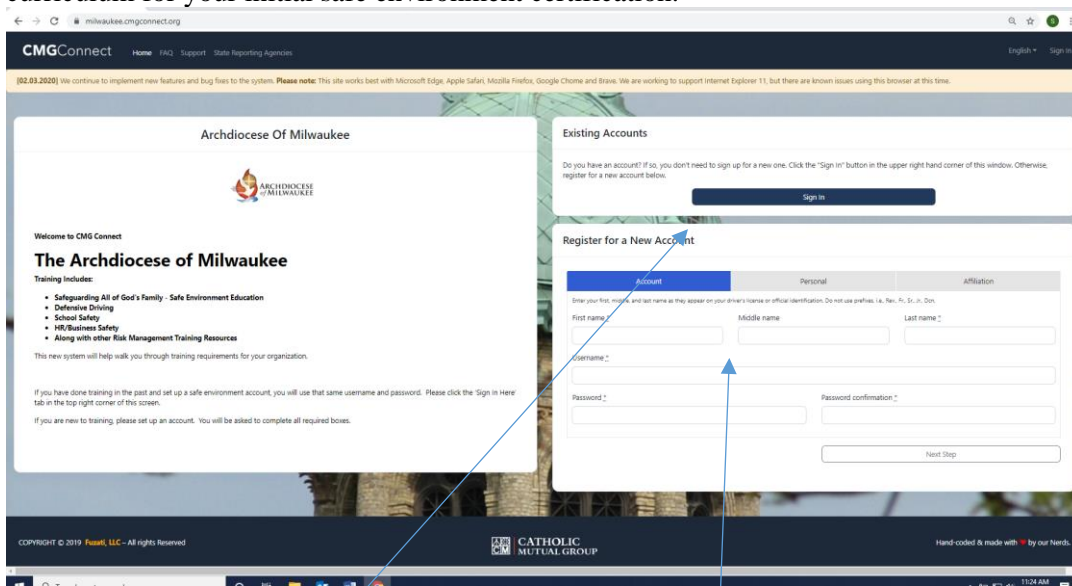 curriculum for your initial safe environment certification.
milwaukee.cmgconnect.org
CMGConnect Home FAQ Support State Reporting Agencies English Sign In
[02.03.2020] We continue to implement new features and bug fixes to the system. Please note: This site works best with Microsoft Edge, Apple Safari, Mozilla Firefox, Google Chome and Brave. We are working to support Internet Explorer 11, but there are known issues using this browser at this time.
Archdiocese Of Milwaukee
ARCHDIOCESE
of MILWAUKEE
Welcome to CMG Connect
The Archdiocese of Milwaukee
Training Includes:
• Safeguarding All of God's Family - Safe Environment Education
• Defensive Driving
• School Safety
• HR/Business Safety
• Along with other Risk Management Training Resources
This new system will help walk you through training requirements for your organization.
If you have done training in the past and set up a safe environment account, you will use that same username and password. Please click the 'Sign In Here'
tab in the top right corner of this screen.
If you are new to training, please set up an account. You will be asked to complete all required boxes.
Existing Accounts
Do you have an account? If so, you don't need to sign up for a new one. Click the "Sign In" button in the upper right hand corner of this window. Otherwise,
register for a new account below.
Sign In
Register for a New Account
Account Personal Affiliation
Enter your first, middle, and last name as they appear on your driver's license or official identification. Do not use prefixes, i.e., Rev., Fr., Sr., Jr., Dcn.
First name * Middle name Last name *
Username *
Password * Password confirmation *
Next Step
COPYRIGHT © 2019 Fuzati, LLC – All rights Reserved
CATHOLIC
MUTUAL GROUP
Hand-coded & made with ♥ by our Nerds.
11:24 AM